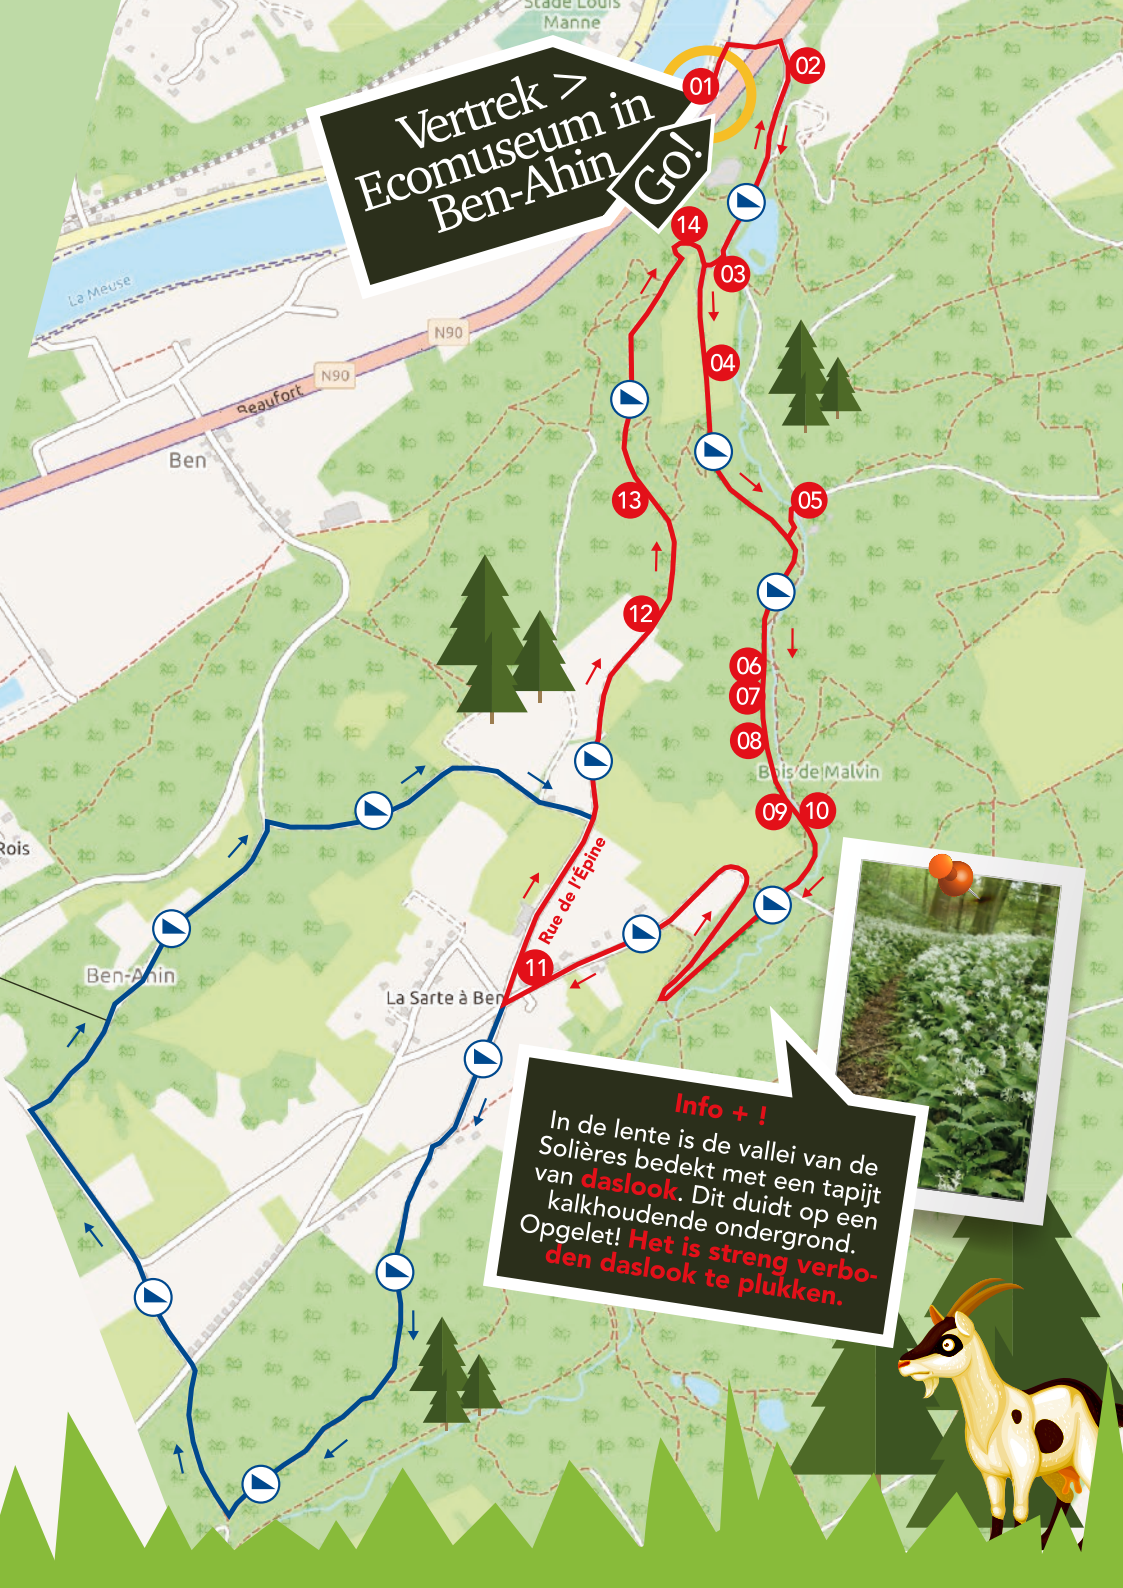 Stade Louis
Manne
Vertrek >
Ecomuseum in
Ben-Ahin
Go!
01
02
14
03
La Meuse
N90
N90
04
Beaufort
Ben
05
13
12
06
07
08
Bois de Malvin
09
10
Rois
Rue de l'Épine
11
Ben-Ahin
La Sarte à Ben
Info + !
In de lente is de vallei van de
Solières bedekt met een tapijt
van daslook. Dit duidt op een
kalkhoudende ondergrond.
Opgelet! Het is streng verbo-
den daslook te plukken.